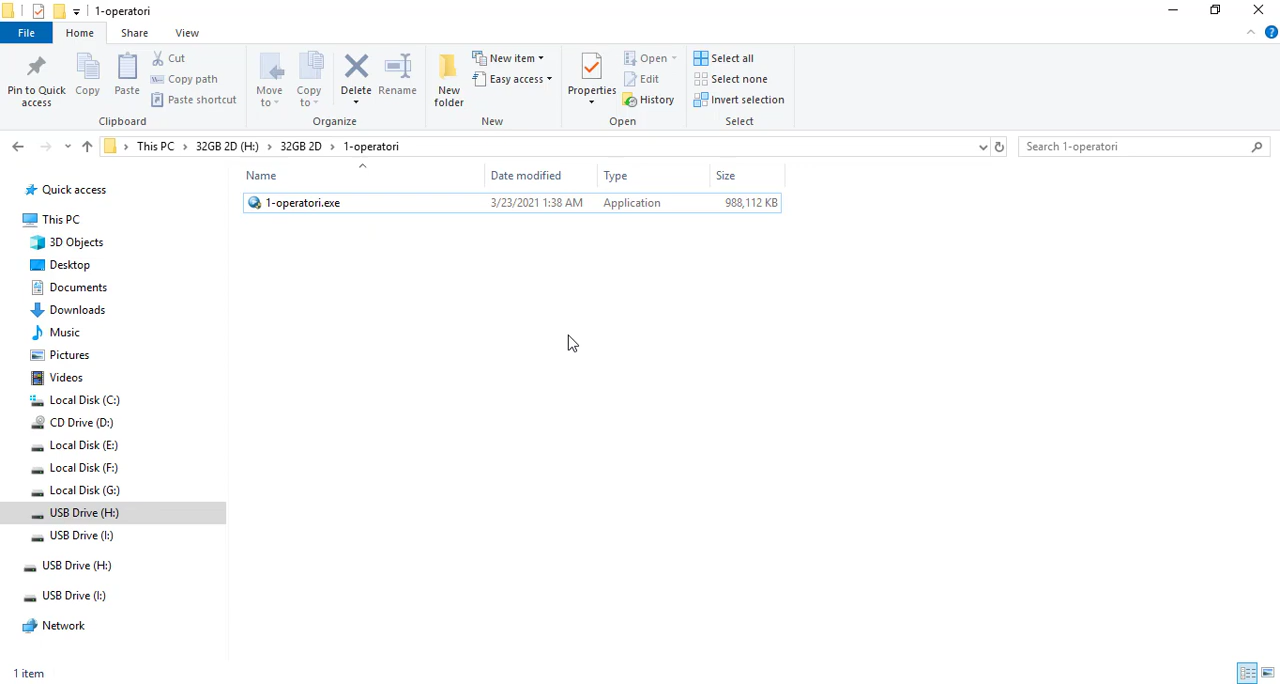 1-operatori
File Home Share View
Pin to Quick access
Copy
Paste
Cut
Copy path
Paste shortcut
Clipboard
Move to
Copy to
Delete
Rename
Organize
New folder
New item
Easy access
New
Properties
Open
Edit
History
Open
Select all
Select none
Invert selection
Select
This PC › 32GB 2D (H:) › 32GB 2D › 1-operatori
Search 1-operatori
Name Date modified Type Size
1-operatori.exe 3/23/2021 1:38 AM Application 988,112 KB
Quick access
This PC
3D Objects
Desktop
Documents
Downloads
Music
Pictures
Videos
Local Disk (C:)
CD Drive (D:)
Local Disk (E:)
Local Disk (F:)
Local Disk (G:)
USB Drive (H:)
USB Drive (I:)
USB Drive (H:)
USB Drive (I:)
Network
1 item